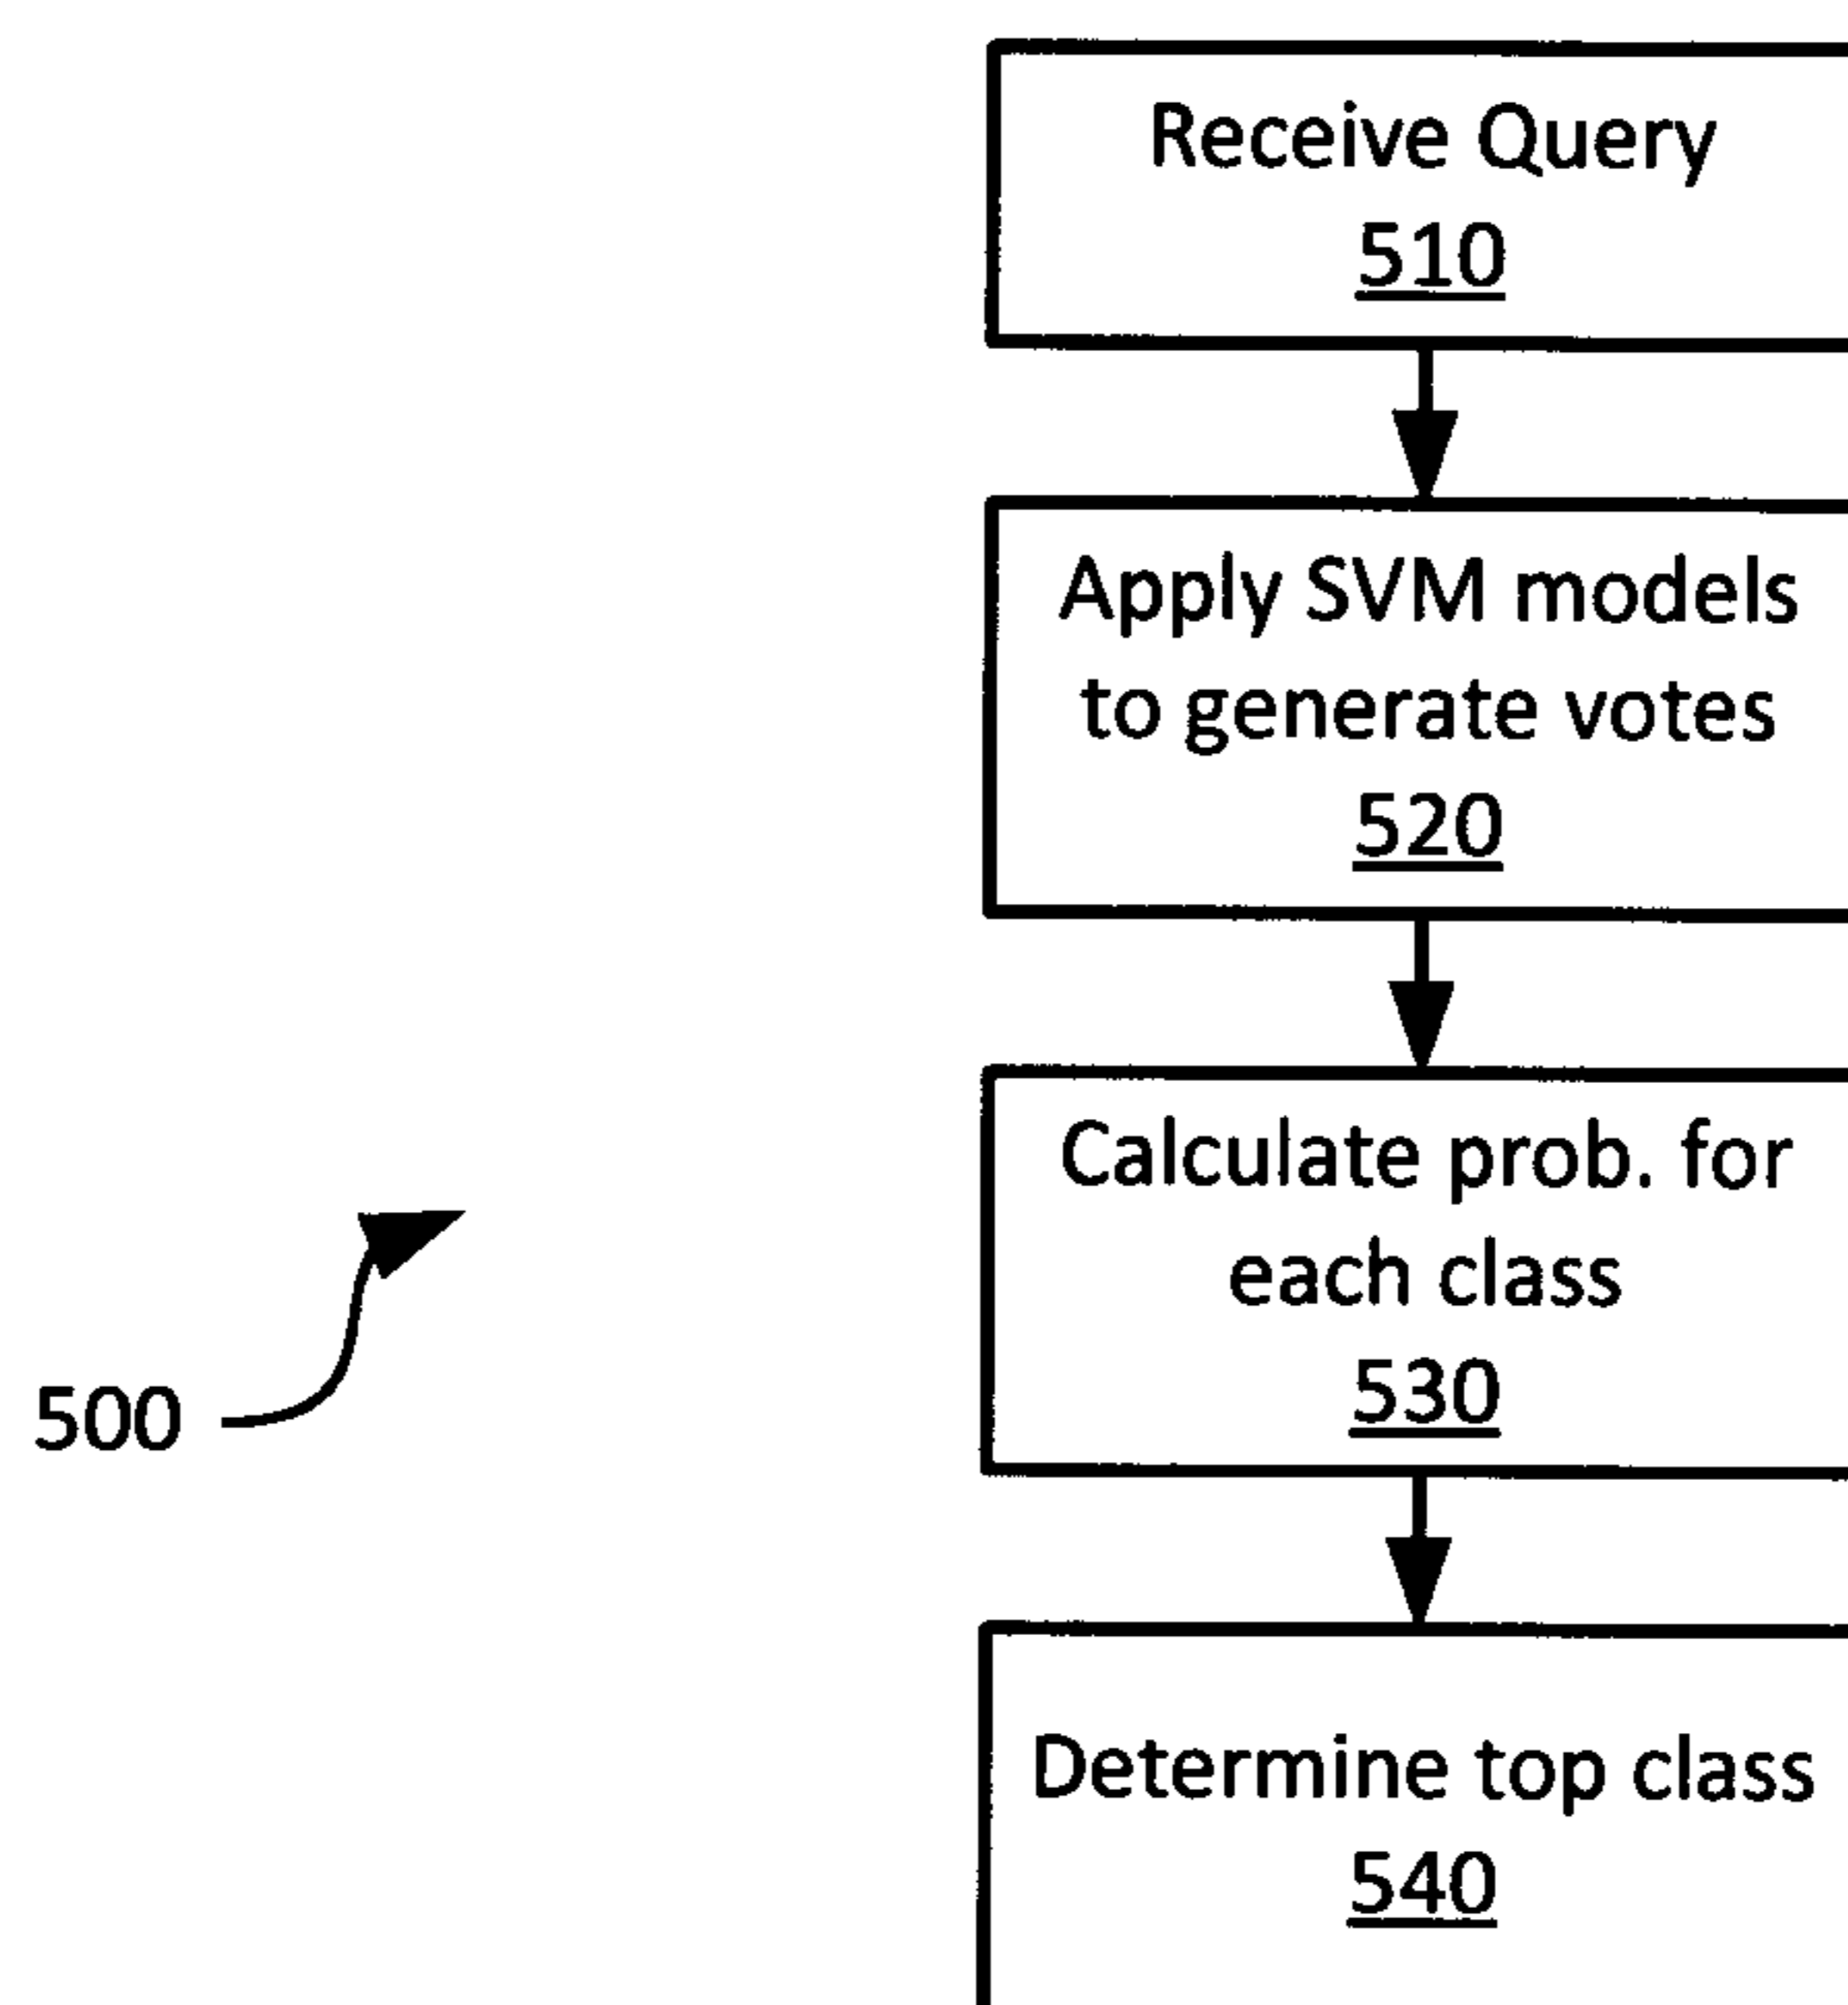 Receive Query
510
Apply SVM models
to generate votes
520
Calculate prob. for
each class
530
500
Determine top class
540